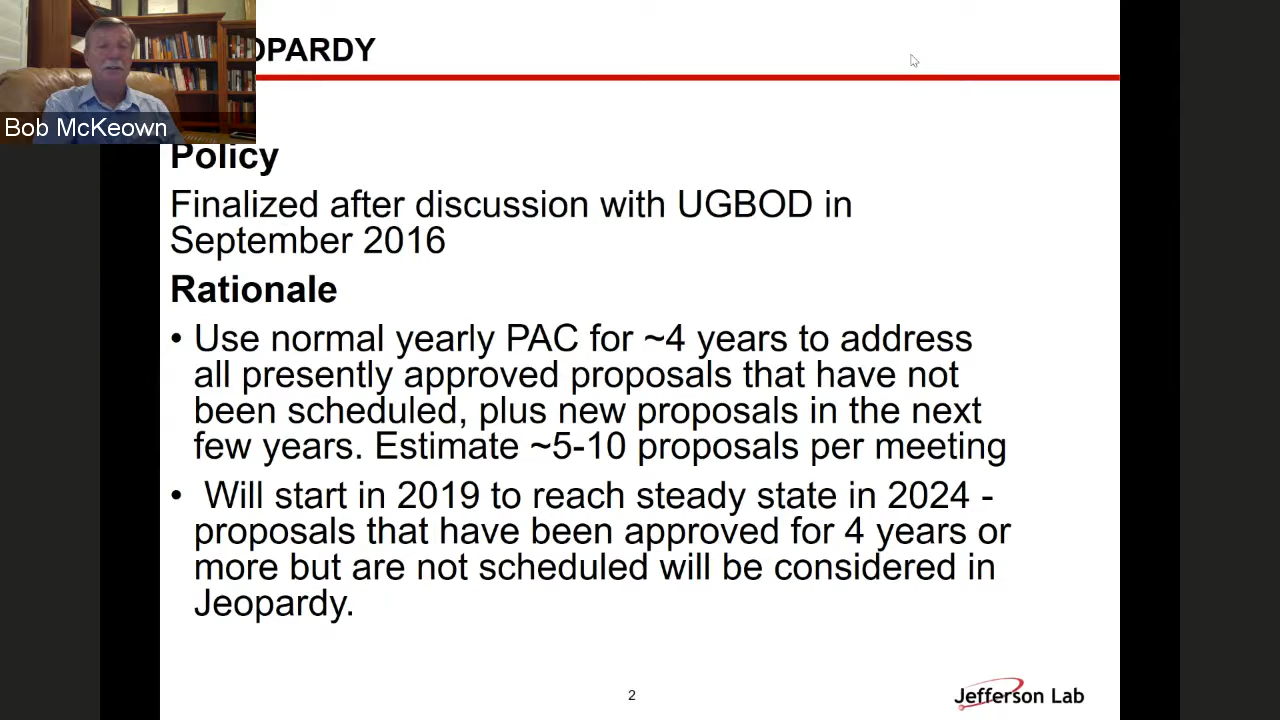 OPARDY
Bob McKeown
Policy
Finalized after discussion with UGBOD in
September 2016
Rationale
• Use normal yearly PAC for ~4 years to address
all presently approved proposals that have not
been scheduled, plus new proposals in the next
few years. Estimate ~5-10 proposals per meeting
• Will start in 2019 to reach steady state in 2024 -
proposals that have been approved for 4 years or
more but are not scheduled will be considered in
Jeopardy.
2
Jefferson Lab